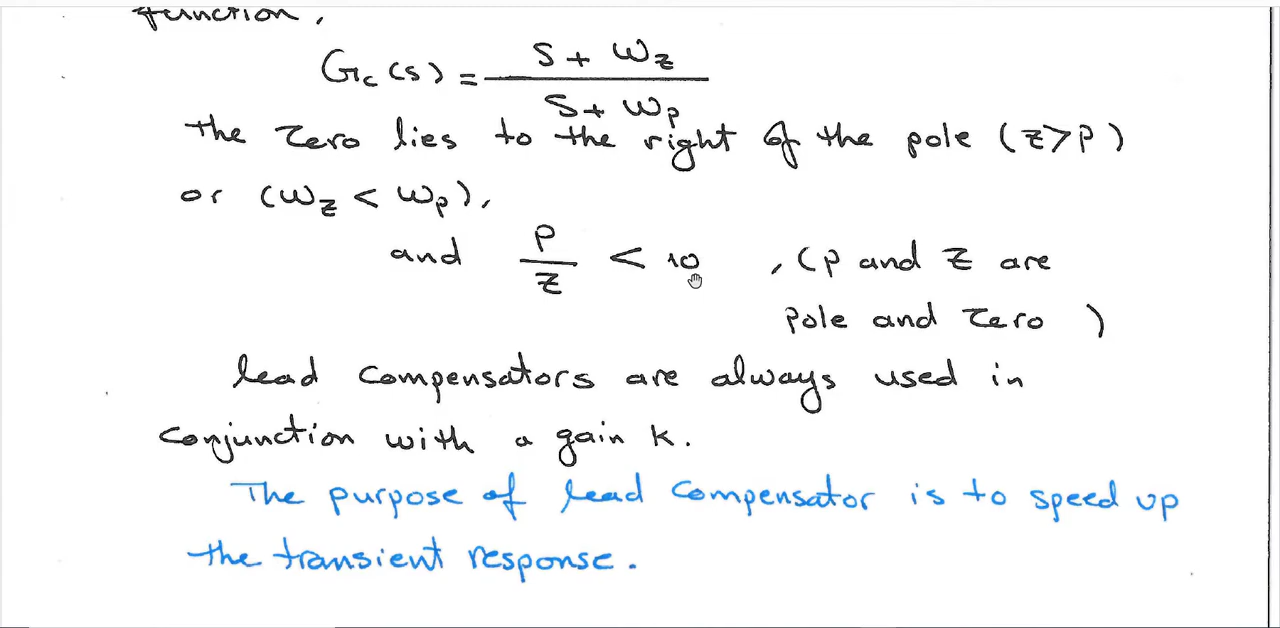 function,
Gc(s) = (s + ωz) / (s + ωp)
the zero lies to the right of the pole (z>p)
or (ωz < ωp),
and p/z < 10 , (p and z are
pole and zero )
lead compensators are always used in
conjunction with a gain k.
The purpose of lead compensator is to speed up
the transient response.